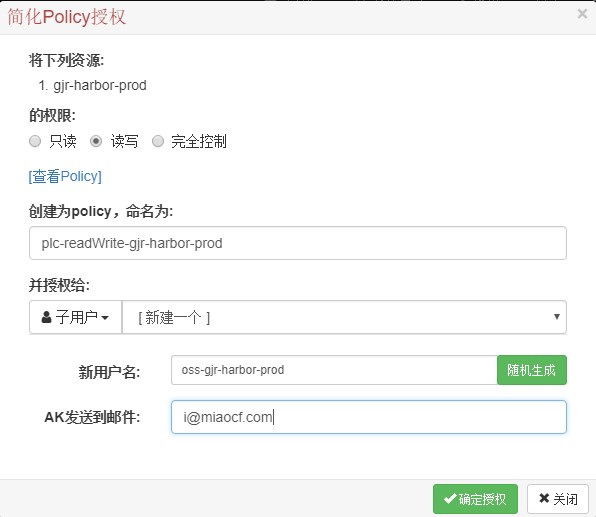 简化Policy授权
×
将下列资源:
1. gjr-harbor-prod
的权限:
只读 读写 完全控制
[查看Policy]
创建为policy，命名为:
plc-readWrite-gjr-harbor-prod
并授权给:
子用户 [ 新建一个 ]
新用户名: oss-gjr-harbor-prod 随机生成
AK发送到邮件: i@miaocf.com
确定授权 关闭